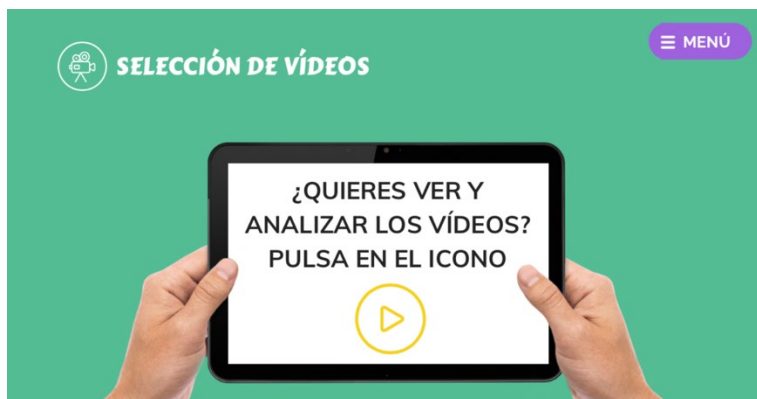 SELECCIÓN DE VÍDEOS
MENÚ
¿QUIERES VER Y
ANALIZAR LOS VÍDEOS?
PULSA EN EL ICONO